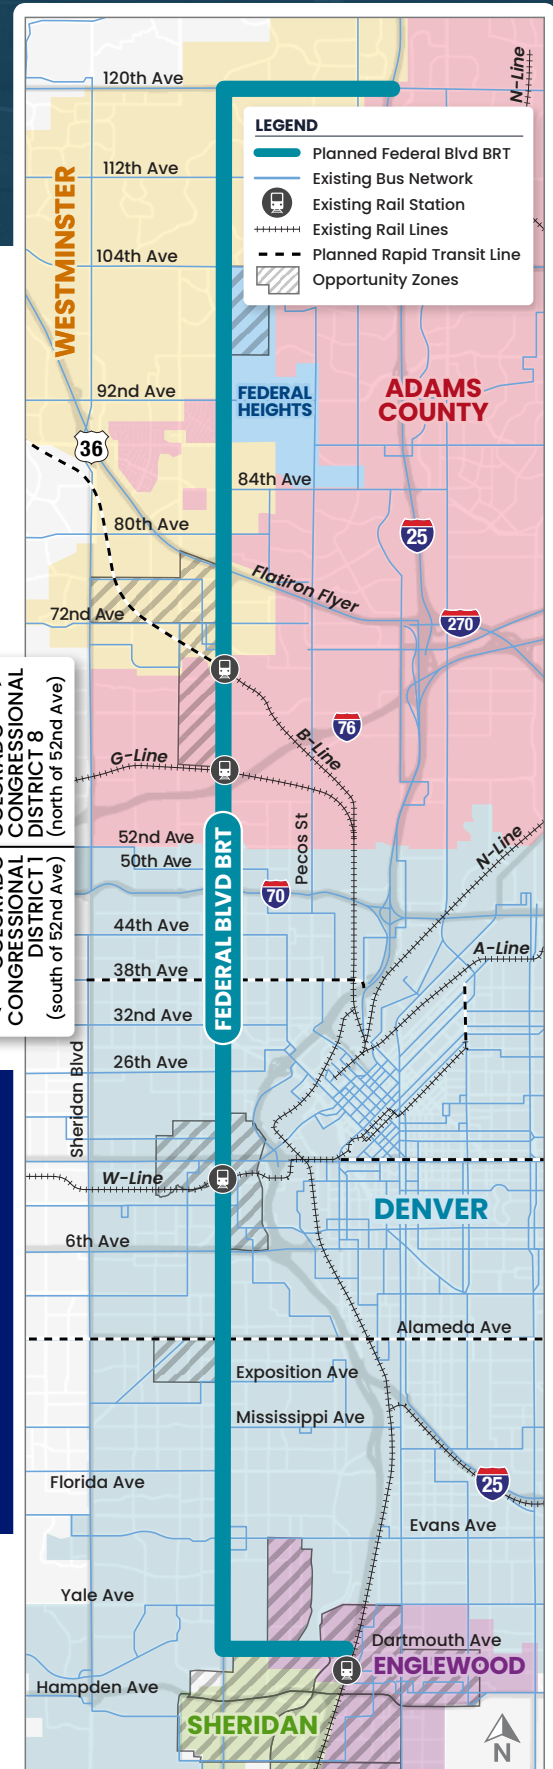 120th Ave
N-Line
LEGEND
Planned Federal Blvd BRT
Existing Bus Network
Existing Rail Station
Existing Rail Lines
Planned Rapid Transit Line
Opportunity Zones
112th Ave
WESTMINSTER
104th Ave
92nd Ave
FEDERAL
HEIGHTS
ADAMS
COUNTY
36
84th Ave
80th Ave
25
Flatiron Flyer
72nd Ave
270
76
B-Line
G-Line
CONGRESSIONAL
DISTRICT 8
(north of 52nd Ave)
CONGRESSIONAL
DISTRICT 1
(south of 52nd Ave)
52nd Ave
50th Ave
Pecos St
N-Line
70
FEDERAL BLVD BRT
44th Ave
A-Line
38th Ave
32nd Ave
26th Ave
Sheridan Blvd
W-Line
DENVER
6th Ave
Alameda Ave
Exposition Ave
Mississippi Ave
Florida Ave
25
Evans Ave
Yale Ave
Dartmouth Ave
ENGLEWOOD
Hampden Ave
SHERIDAN
N